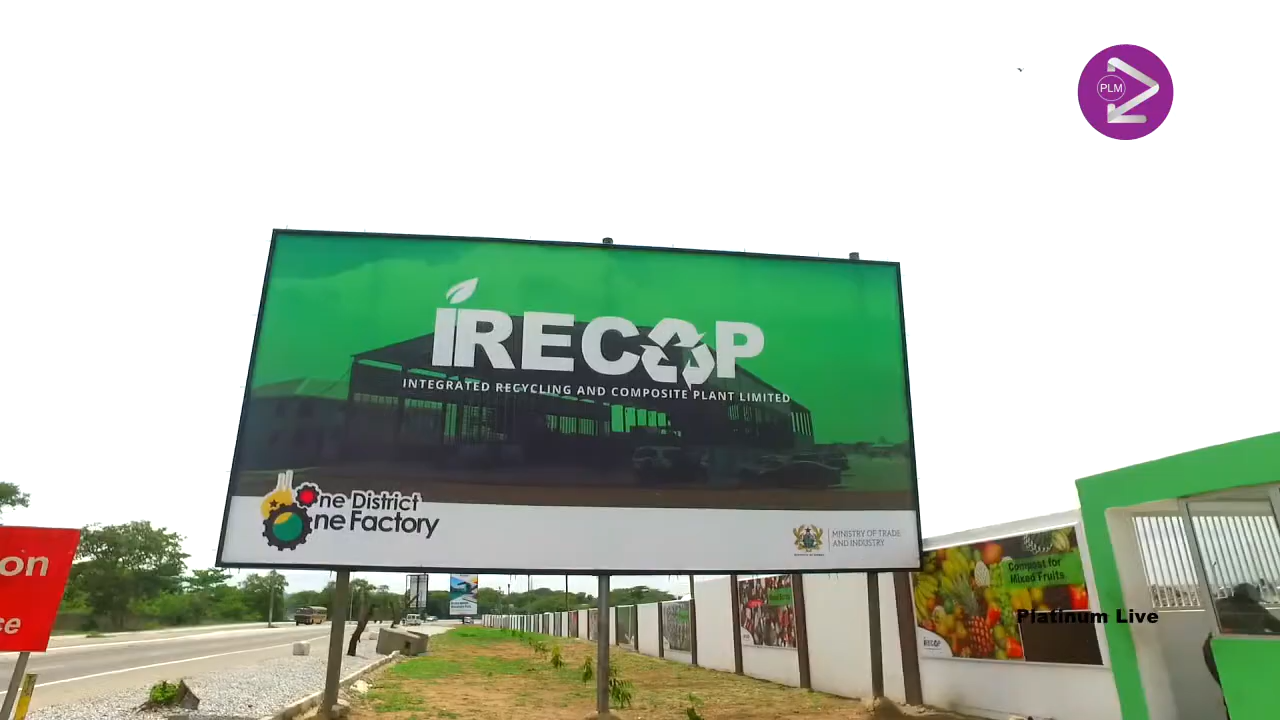 PLM
IRECOP
INTEGRATED RECYCLING AND COMPOSITE PLANT LIMITED
One District
One Factory
MINISTRY OF TRADE
AND INDUSTRY
on
ce
Compost for
Mixed Fruits
Platinum Live